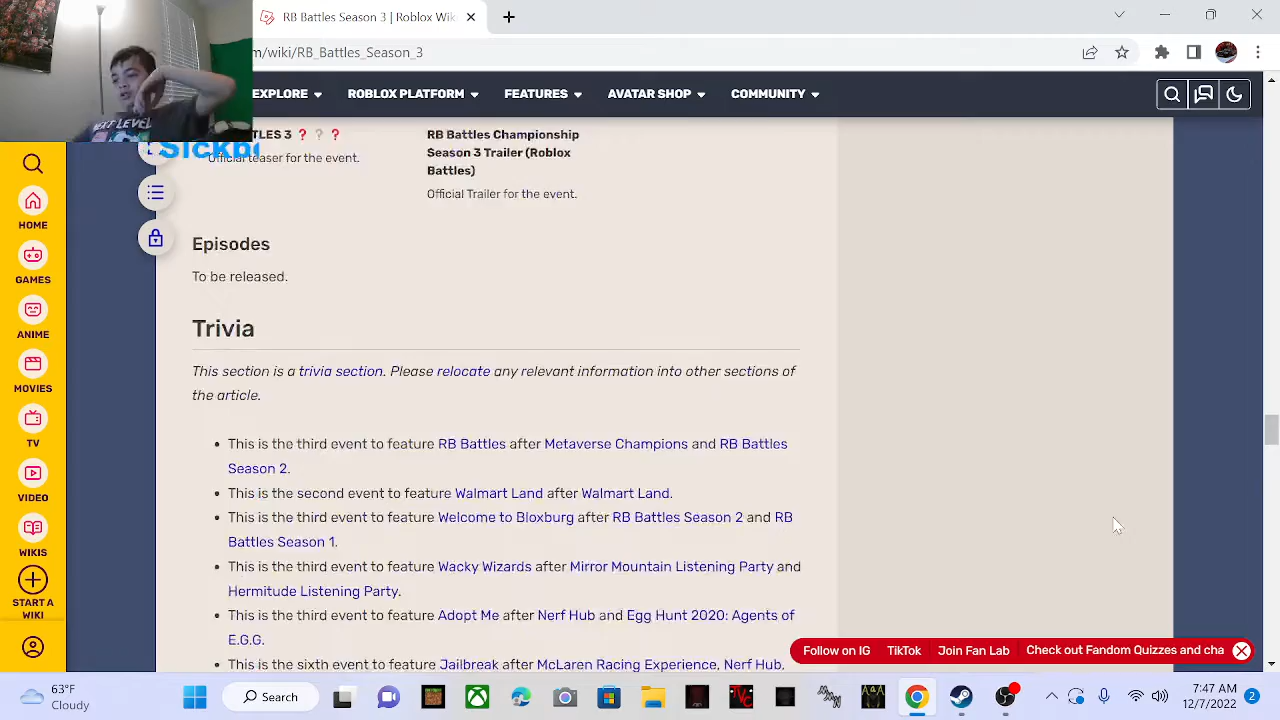 RB Battles Season 3 | Roblox Wik
m/wiki/RB_Battles_Season_3
EXPLORE
ROBLOX PLATFORM
FEATURES
AVATAR SHOP
COMMUNITY
NEXT LEVEL
TLES 3 ❓❔❓
Official teaser for the event.
RB Battles Championship
Season 3 Trailer (Roblox
Battles)
Official Trailer for the event.
HOME
GAMES
ANIME
MOVIES
TV
VIDEO
WIKIS
START A
WIKI
Episodes
To be released.
Trivia
This section is a trivia section. Please relocate any relevant information into other sections of
the article.
This is the third event to feature RB Battles after Metaverse Champions and RB Battles
Season 2.
This is the second event to feature Walmart Land after Walmart Land.
This is the third event to feature Welcome to Bloxburg after RB Battles Season 2 and RB
Battles Season 1.
This is the third event to feature Wacky Wizards after Mirror Mountain Listening Party and
Hermitude Listening Party.
This is the third event to feature Adopt Me after Nerf Hub and Egg Hunt 2020: Agents of
E.G.G.
This is the sixth event to feature Jailbreak after McLaren Racing Experience, Nerf Hub,
Follow on IG
TikTok
Join Fan Lab
Check out Fandom Quizzes and cha
63°F
Cloudy
Search
7:47 AM
12/7/2022
2